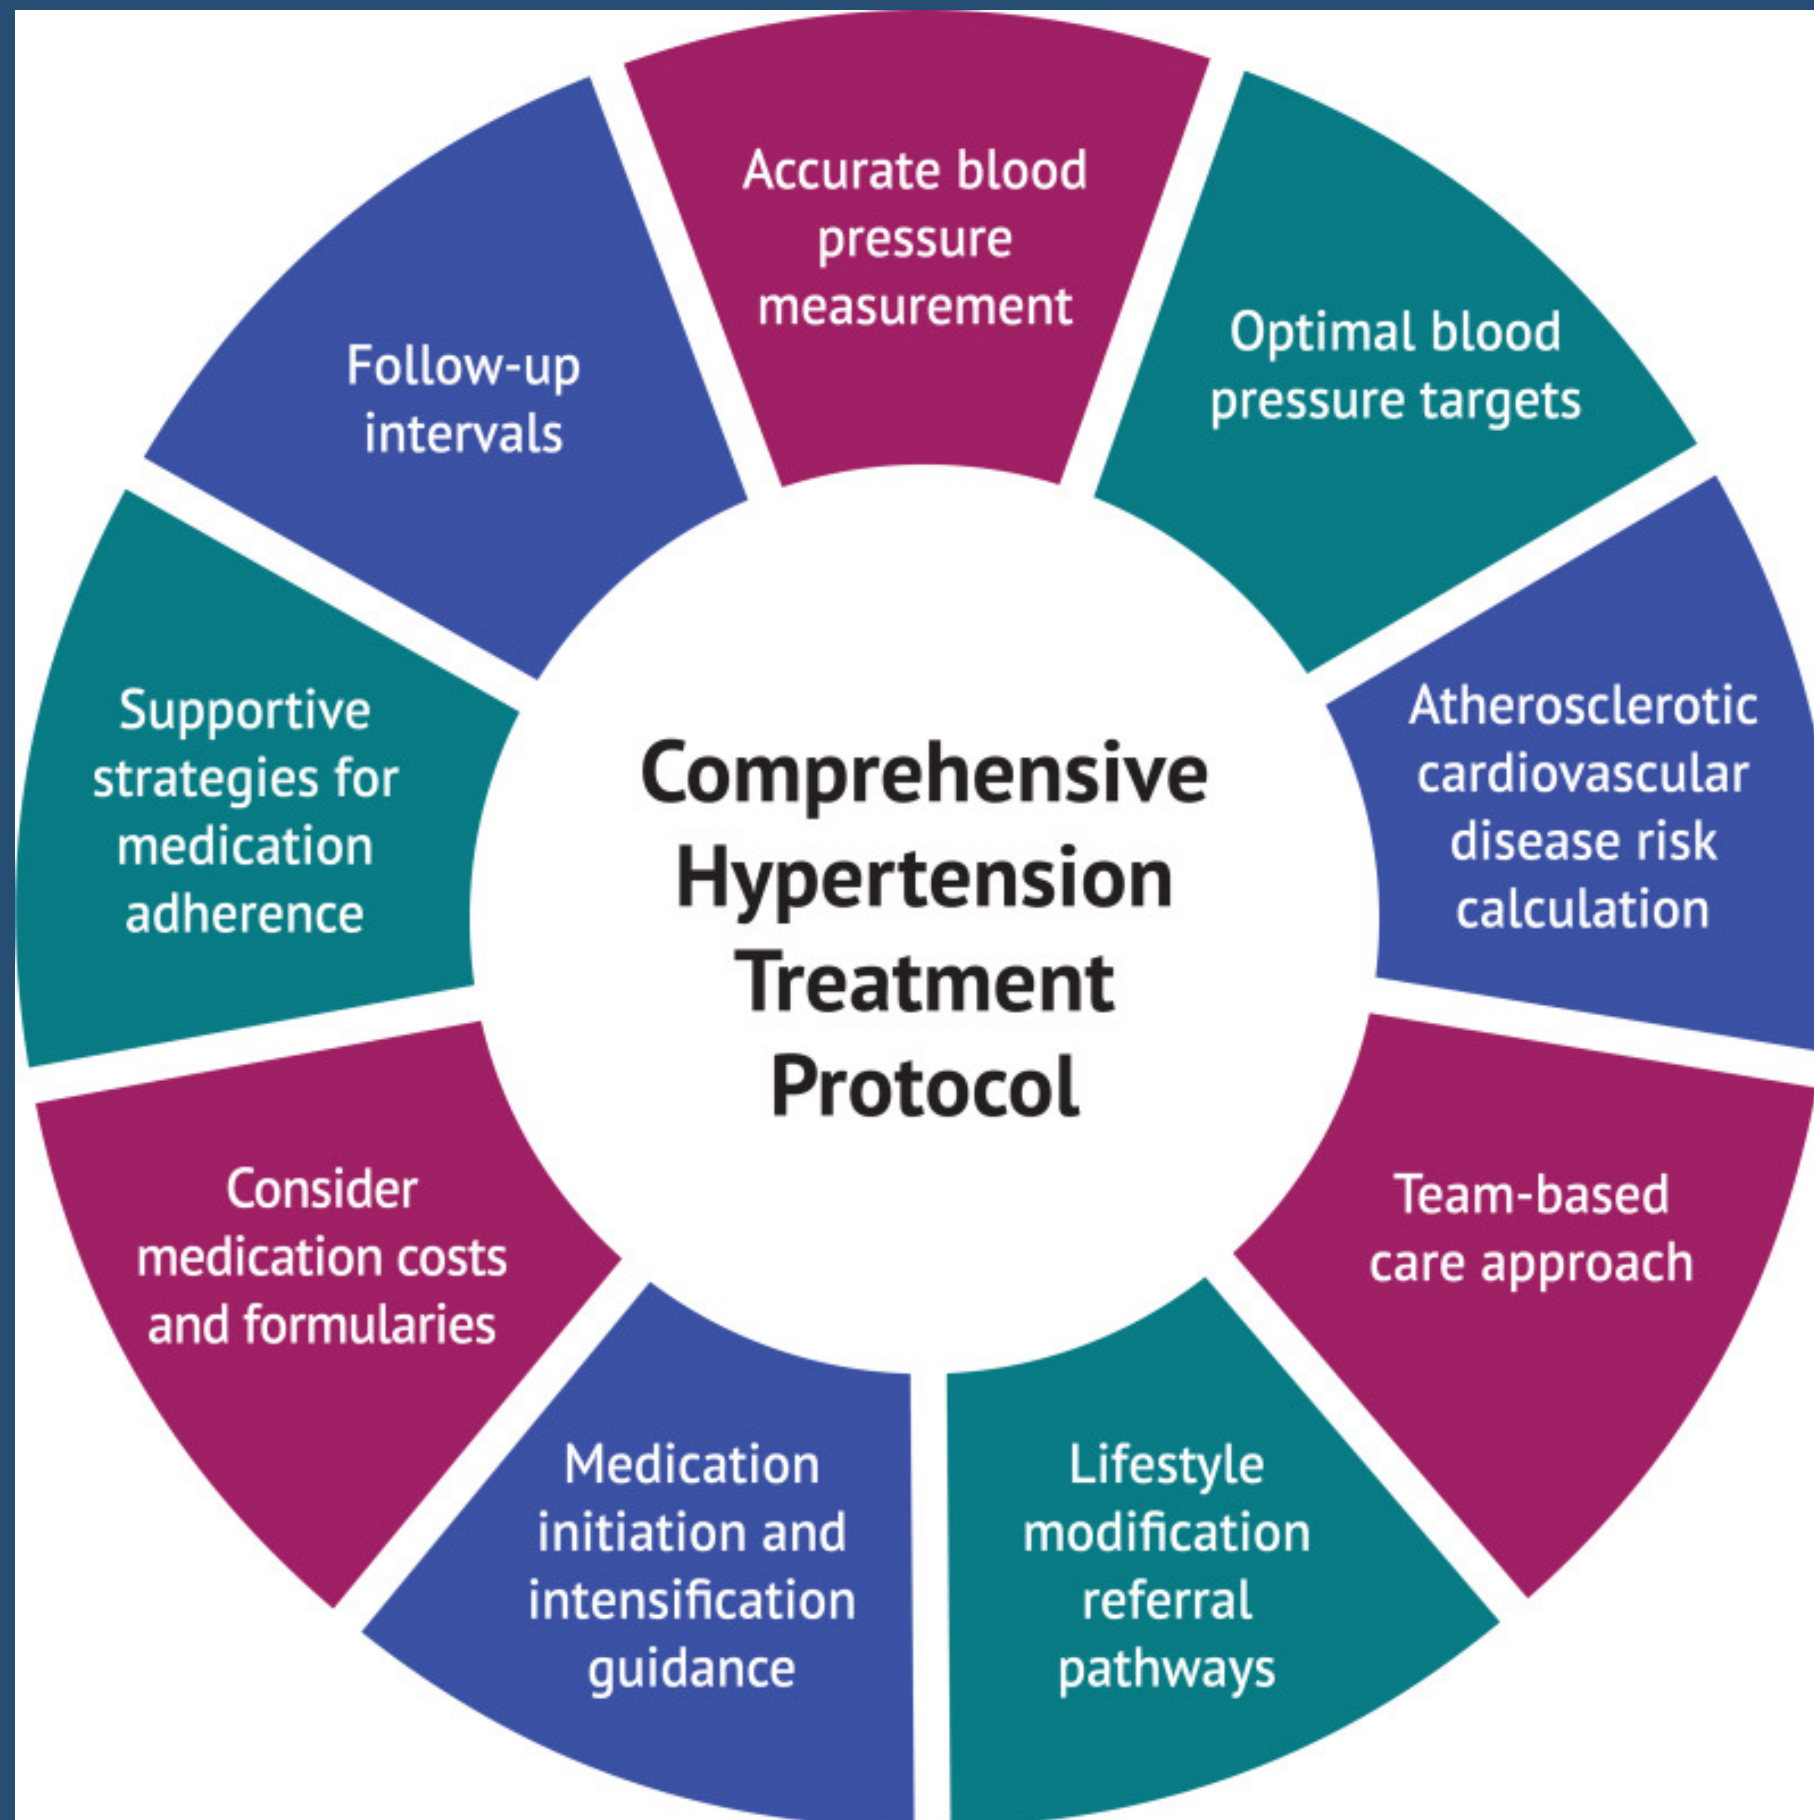 Accurate blood
pressure
measurement
Optimal blood
pressure targets
Atherosclerotic
cardiovascular
disease risk
calculation
Team-based
care approach
Lifestyle
modification
referral
pathways
Medication
initiation and
intensification
guidance
Consider
medication costs
and formularies
Supportive
strategies for
medication
adherence
Follow-up
intervals
Comprehensive
Hypertension
Treatment
Protocol